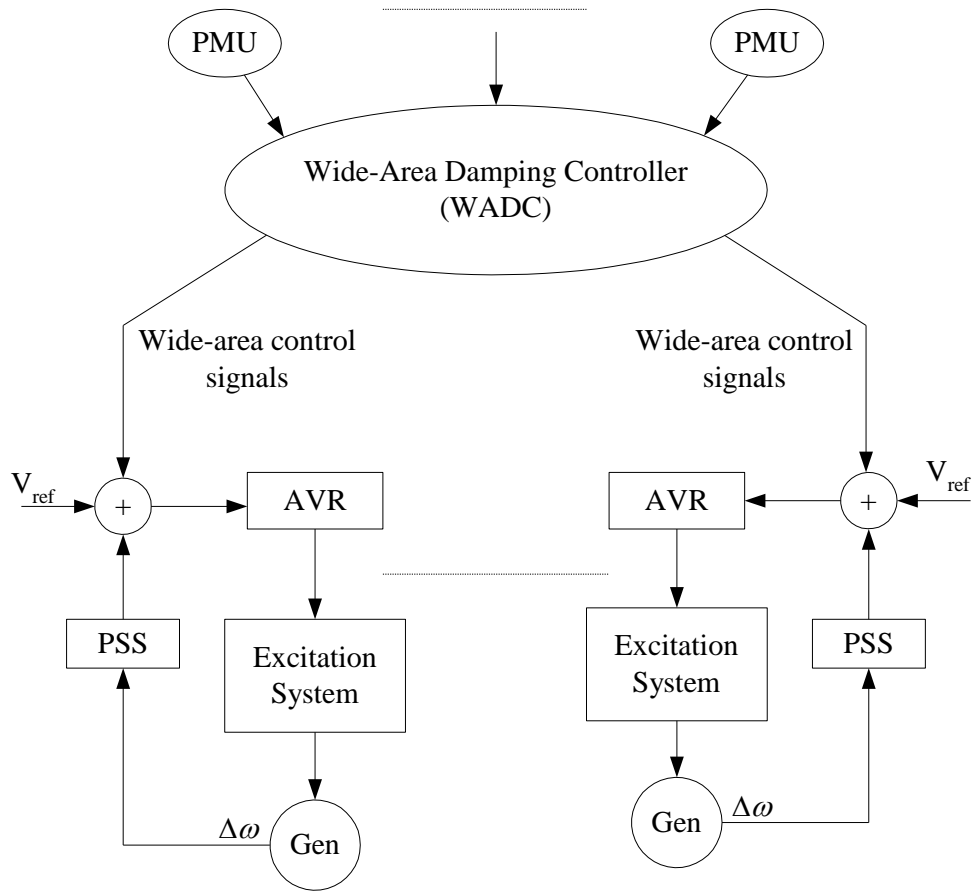 PMU
PMU
Wide-Area Damping Controller
(WADC)
Wide-area control
signals
Wide-area control
signals
V_ref
+
AVR
AVR
+
V_ref
PSS
Excitation
System
Excitation
System
PSS
Δω
Gen
Gen
Δω